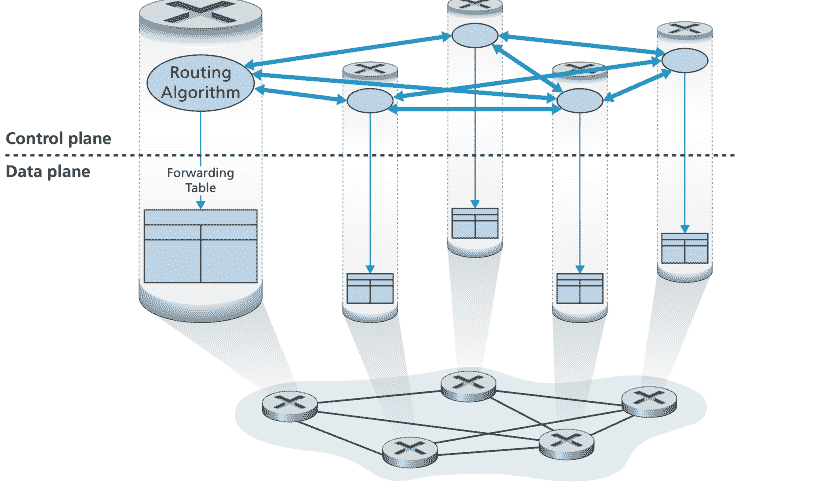 Routing
Algorithm
Control plane
Data plane
Forwarding
Table